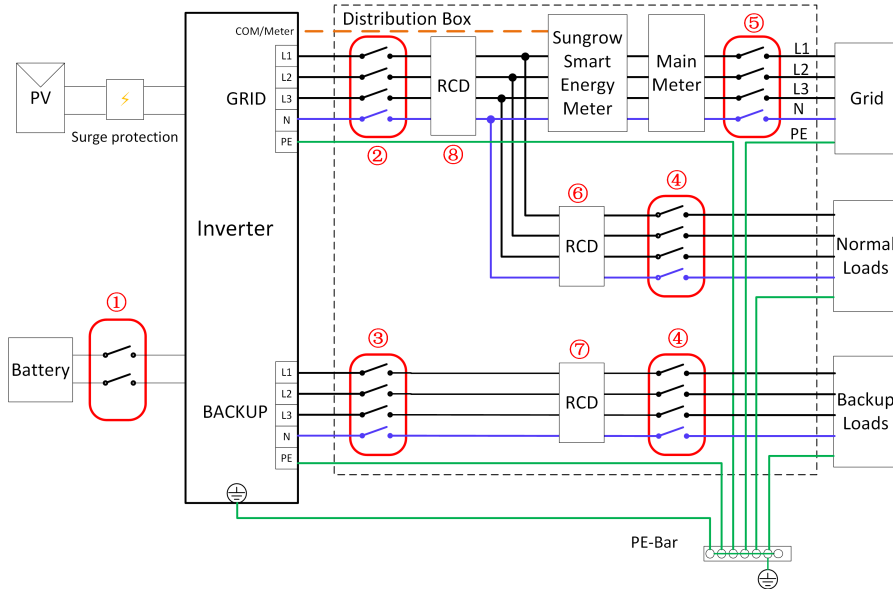 Distribution Box
⑤
COM/Meter
L1
L2
L3
N
PE
GRID
②
RCD
⑧
Sungrow
Smart
Energy
Meter
Main
Meter
L1
L2
L3
N
PE
Grid
PV
⚡
Surge protection
Inverter
⑥
RCD
④
Normal
Loads
①
Battery
BACKUP
L1
L2
L3
N
PE
③
⑦
RCD
④
Backup
Loads
PE-Bar